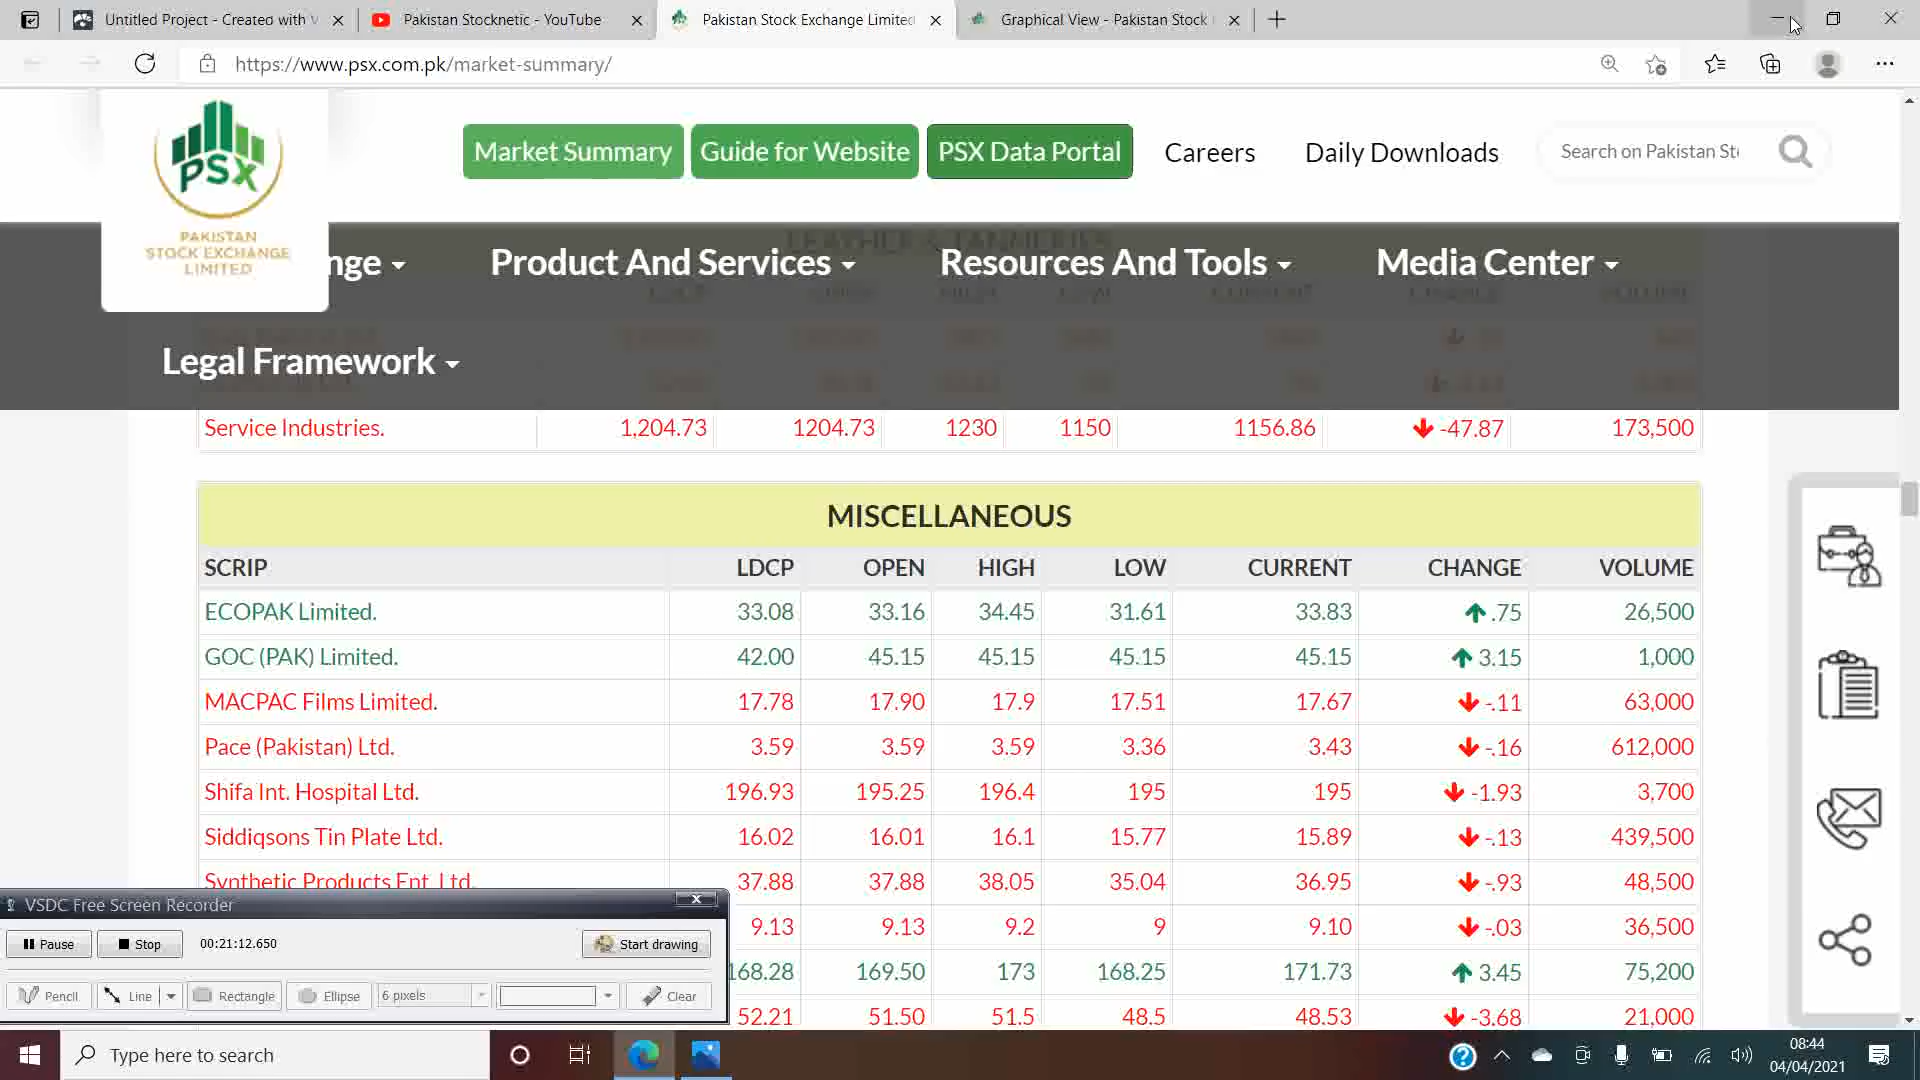 Untitled Project - Created with V
Pakistan Stocknetic - YouTube
Pakistan Stock Exchange Limited
Graphical View - Pakistan Stock
https://www.psx.com.pk/market-summary/
PSX
PAKISTAN
STOCK EXCHANGE
LIMITED
Market Summary
Guide for Website
PSX Data Portal
Careers
Daily Downloads
Search on Pakistan Sto
nge
Product And Services
Resources And Tools
Media Center
Legal Framework
LEATHER & TANNERIES
Service Industries. 1,204.73 1204.73 1230 1150 1156.86 -47.87 173,500
MISCELLANEOUS
SCRIP LDCP OPEN HIGH LOW CURRENT CHANGE VOLUME
ECOPAK Limited. 33.08 33.16 34.45 31.61 33.83 .75 26,500
GOC (PAK) Limited. 42.00 45.15 45.15 45.15 45.15 3.15 1,000
MACPAC Films Limited. 17.78 17.90 17.9 17.51 17.67 -.11 63,000
Pace (Pakistan) Ltd. 3.59 3.59 3.59 3.36 3.43 -.16 612,000
Shifa Int. Hospital Ltd. 196.93 195.25 196.4 195 195 -1.93 3,700
Siddiqsons Tin Plate Ltd. 16.02 16.01 16.1 15.77 15.89 -.13 439,500
Synthetic Products Ent. Ltd. 37.88 37.88 38.05 35.04 36.95 -.93 48,500
9.13 9.13 9.2 9 9.10 -.03 36,500
168.28 169.50 173 168.25 171.73 3.45 75,200
52.21 51.50 51.5 48.5 48.53 -3.68 21,000
VSDC Free Screen Recorder
x
Pause
Stop
00:21:12.650
Start drawing
Pencil
Line
Rectangle
Ellipse
6 pixels
Clear
Type here to search
08:44
04/04/2021